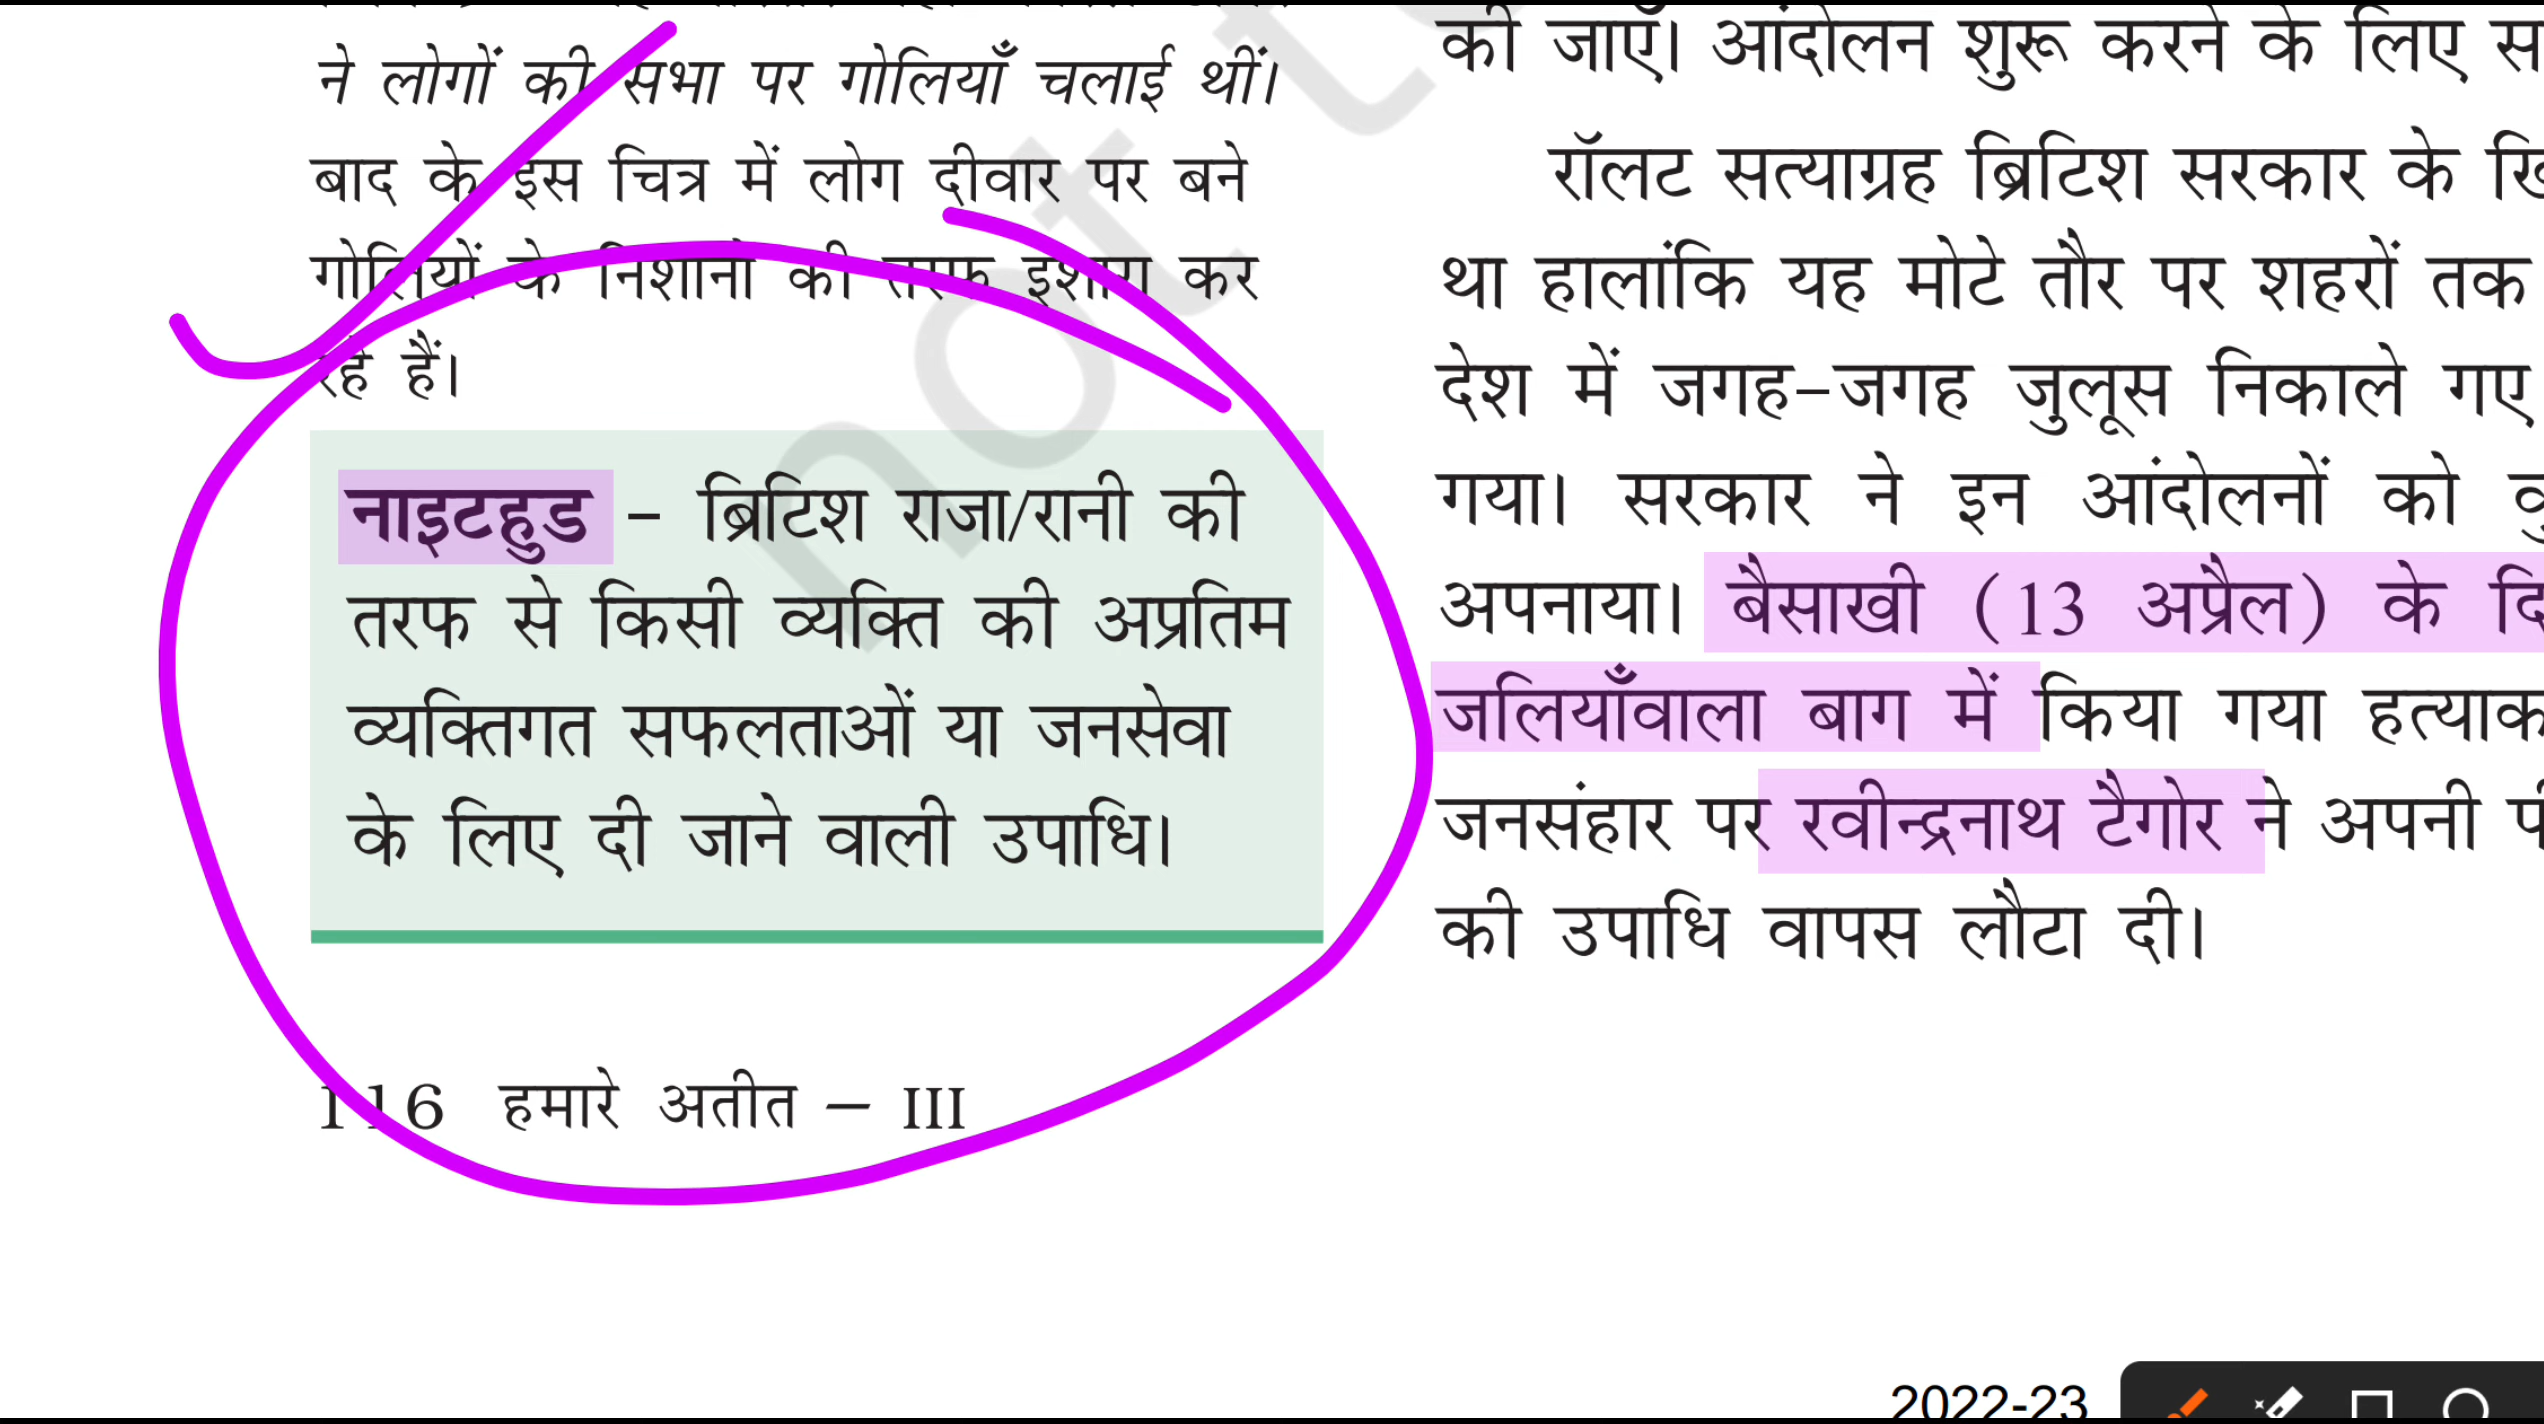 ने लोगों की सभा पर गोलियाँ चलाई थीं।
बाद के इस चित्र में लोग दीवार पर बने
गोलियों के निशानों की तरफ इशारा कर
रहे हैं।
नाइटहुड – ब्रिटिश राजा/रानी की
तरफ से किसी व्यक्ति की अप्रतिम
व्यक्तिगत सफलताओं या जनसेवा
के लिए दी जाने वाली उपाधि।
116 हमारे अतीत – III
की जाएँ। आंदोलन शुरू करने के लिए
रॉलट सत्याग्रह ब्रिटिश सरकार के
था हालांकि यह मोटे तौर पर शहरों तक
देश में जगह-जगह जुलूस निकाले गए
गया। सरकार ने इन आंदोलनों को
अपनाया। बैसाखी (13 अप्रैल) के
जलियाँवाला बाग में किया गया
जनसंहार पर रवीन्द्रनाथ टैगोर ने अपनी
की उपाधि वापस लौटा दी।
2022-23
not